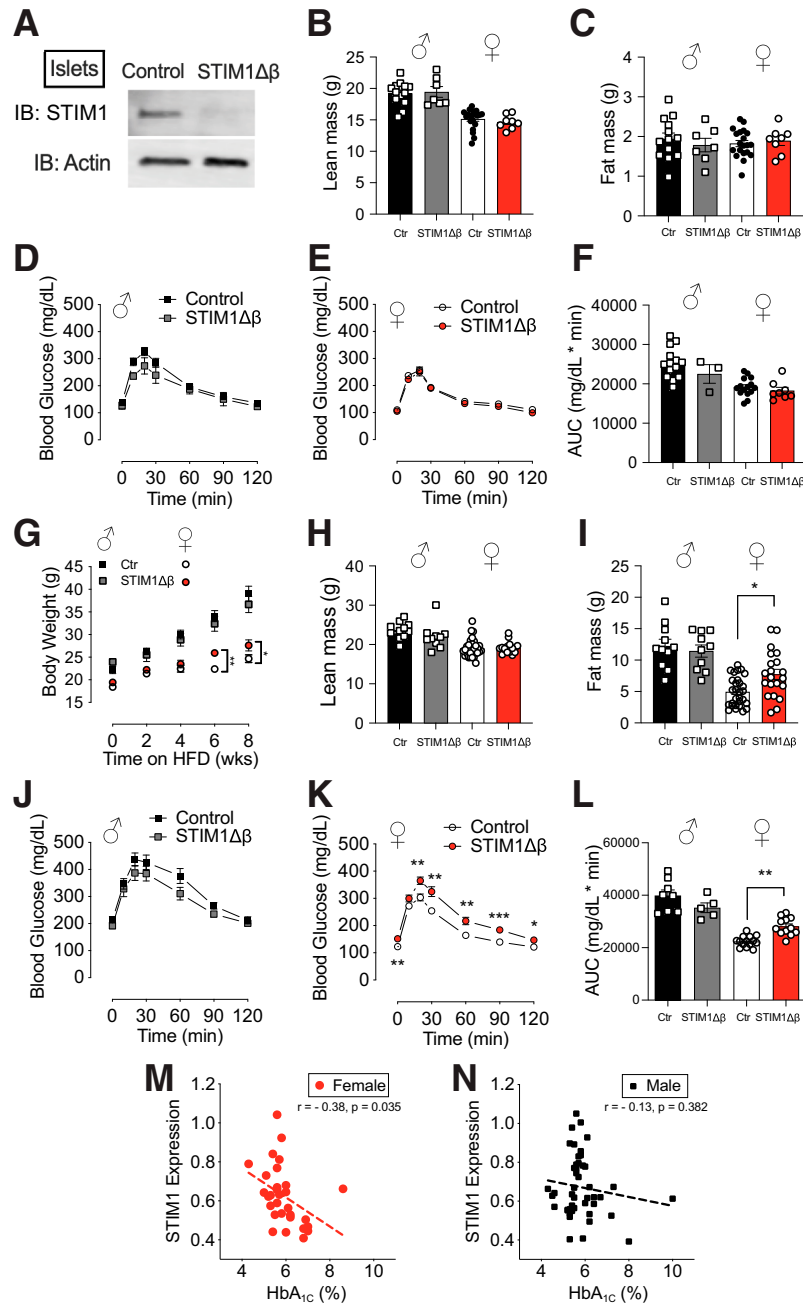 A
Islets
Control STIM1Δβ
IB: STIM1
IB: Actin
B
♂ ♀
Lean mass (g)
25
20
15
10
5
0
Ctr STIM1Δβ Ctr STIM1Δβ
C
♂ ♀
Fat mass (g)
4
3
2
1
0
Ctr STIM1Δβ Ctr STIM1Δβ
D
♂
Control
STIM1Δβ
Blood Glucose (mg/dL)
500
400
300
200
100
0
0 30 60 90 120
Time (min)
E
♀
Control
STIM1Δβ
Blood Glucose (mg/dL)
500
400
300
200
100
0
0 30 60 90 120
Time (min)
F
♂ ♀
AUC (mg/dL * min)
40000
30000
20000
10000
0
Ctr STIM1Δβ Ctr STIM1Δβ
G
♂ ♀
Ctr
STIM1Δβ
Body Weight (g)
45
40
35
30
25
20
15
** *
0 2 4 6 8
Time on HFD (wks)
H
♂ ♀
Lean mass (g)
40
30
20
10
0
Ctr STIM1Δβ Ctr STIM1Δβ
I
♂ ♀
*
Fat mass (g)
25
20
15
10
5
0
Ctr STIM1Δβ Ctr STIM1Δβ
J
♂
Control
STIM1Δβ
Blood Glucose (mg/dL)
500
400
300
200
100
0
0 30 60 90 120
Time (min)
K
♀
Control
STIM1Δβ
Blood Glucose (mg/dL)
500
400
300
200
100
0
** ** ** ** *** *
0 30 60 90 120
Time (min)
L
♂ ♀
**
AUC (mg/dL * min)
60000
40000
20000
0
Ctr STIM1Δβ Ctr STIM1Δβ
M
Female
r = - 0.38, p = 0.035
STIM1 Expression
1.2
1.0
0.8
0.6
0.4
4 6 8 10
HbA1C (%)
N
Male
r = - 0.13, p = 0.382
STIM1 Expression
1.2
1.0
0.8
0.6
0.4
4 6 8 10
HbA1C (%)